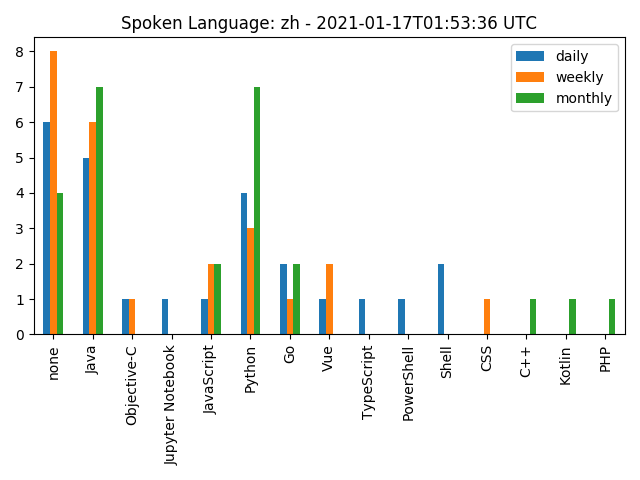 Spoken Language: zh - 2021-01-17T01:53:36 UTC
daily
weekly
monthly
8
7
6
5
4
3
2
1
0
none
Java
Objective-C
Jupyter Notebook
JavaScript
Python
Go
Vue
TypeScript
PowerShell
Shell
CSS
C++
Kotlin
PHP